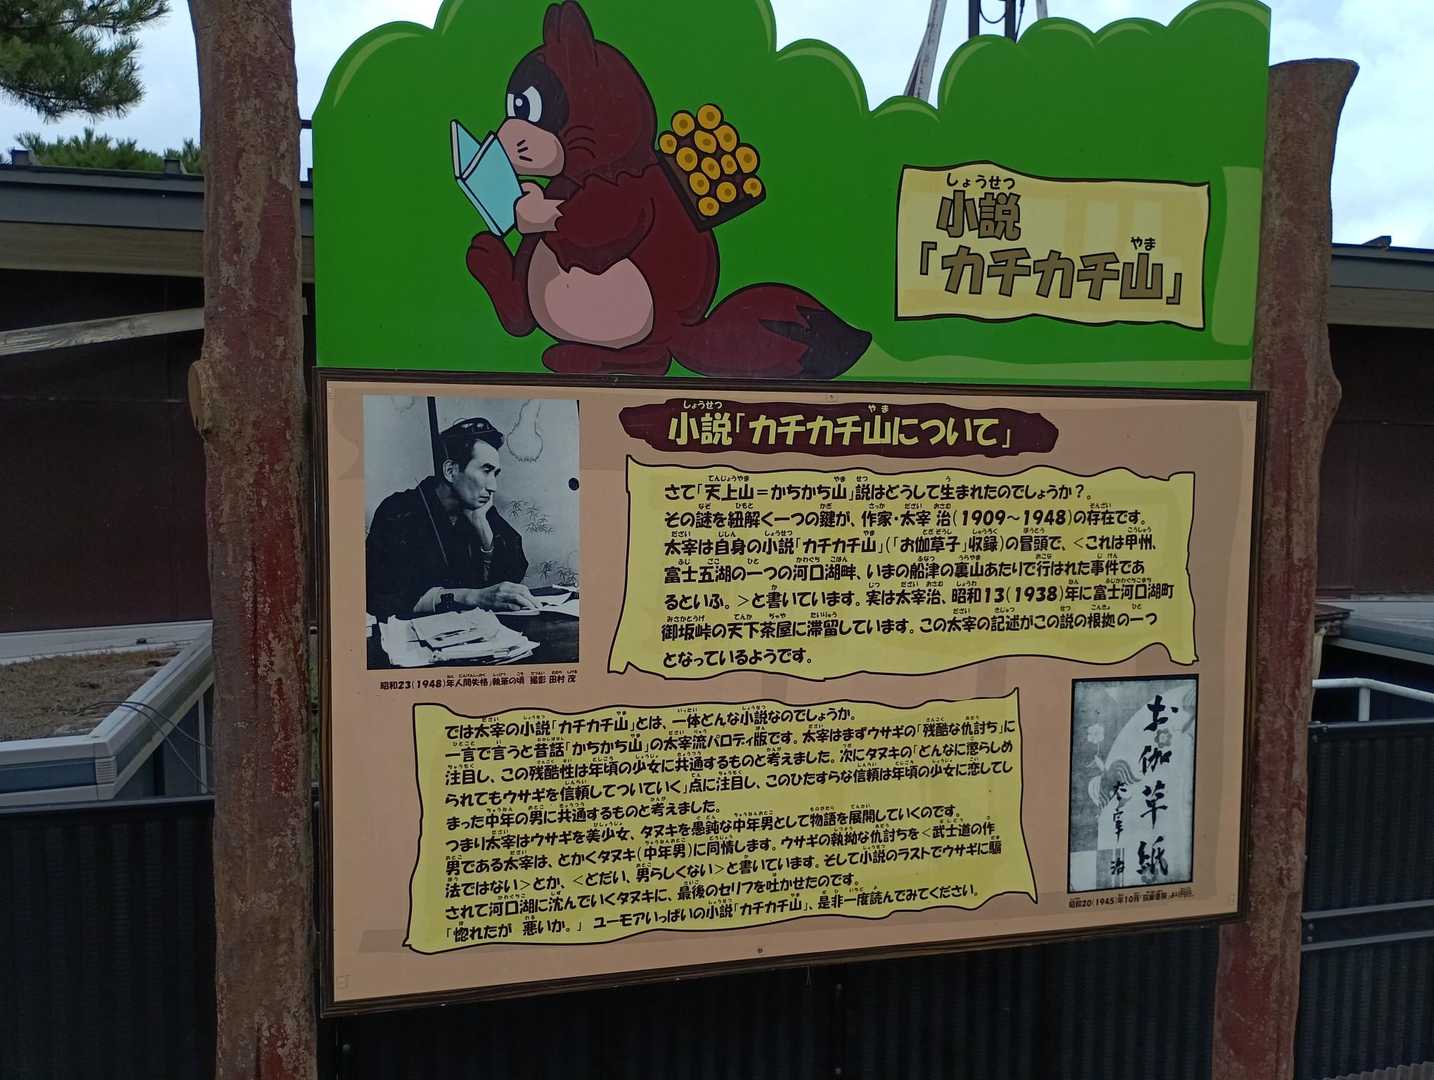 小説
「カチカチ山」
小説「カチカチ山について」
さて「天上山＝かちかち山」説はどうして生まれたのでしょうか？。
その謎を紐解く一つの鍵が、作家・太宰 治(1909〜1948)の存在です。
太宰は自身の小説「カチカチ山」(「お伽草子」収録)の冒頭で、＜これは甲州、
富士五湖の一つの河口湖畔、いまの船津の裏山あたりで行はれた事件であ
るといふ。＞と書いています。実は太宰治、昭和13(1938)年に富士河口湖町
御坂峠の天下茶屋に滞留しています。この太宰の記述がこの説の根拠の一つ
となっているようです。
昭和23(1948)年「人間失格」執筆の頃 撮影 田村 茂
では太宰の小説「カチカチ山」とは、一体どんな小説なのでしょうか。
一言で言うと昔話「かちかち山」の太宰流パロディ版です。太宰はまずウサギの「残酷な仇討ち」に
注目し、この残酷性は年頃の少女に共通するものと考えました。次にタヌキの「どんなに懲らしめ
られてもウサギを信頼してついていく」点に注目し、このひたすらな信頼は年頃の少女に恋してし
まった中年の男に共通するものと考えました。
つまり太宰はウサギを美少女、タヌキを愚鈍な中年男として物語を展開していくのです。
男である太宰は、とかくタヌキ(中年男)に同情します。ウサギの執拗な仇討ちを＜武士道の作
法ではない＞とか、＜どだい、男らしくない＞と書いています。そして小説のラストでウサギに騙
されて河口湖に沈んでいくタヌキに、最後のセリフを吐かせたのです。
「惚れたが 悪いか。」 ユーモアいっぱいの小説「カチカチ山」、是非一度読んでみてください。
お伽草紙
太宰治
昭和20(1945)年10月